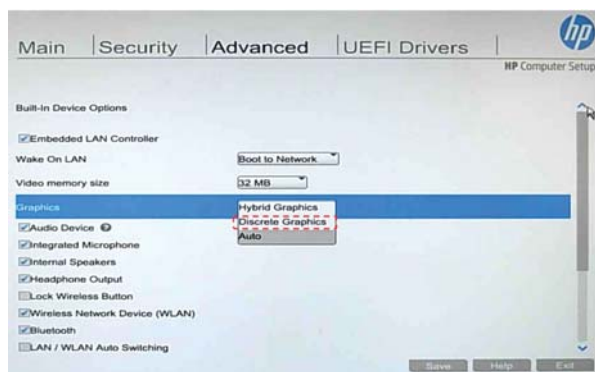 Main Security Advanced UEFI Drivers
hp
HP Computer Setup
Built-In Device Options
Embedded LAN Controller
Wake On LAN Boot to Network
Video memory size 32 MB
Graphics Hybrid Graphics
Discrete Graphics
Auto
Audio Device ?
Integrated Microphone
Internal Speakers
Headphone Output
Lock Wireless Button
Wireless Network Device (WLAN)
Bluetooth
LAN / WLAN Auto Switching
Save Help Exit